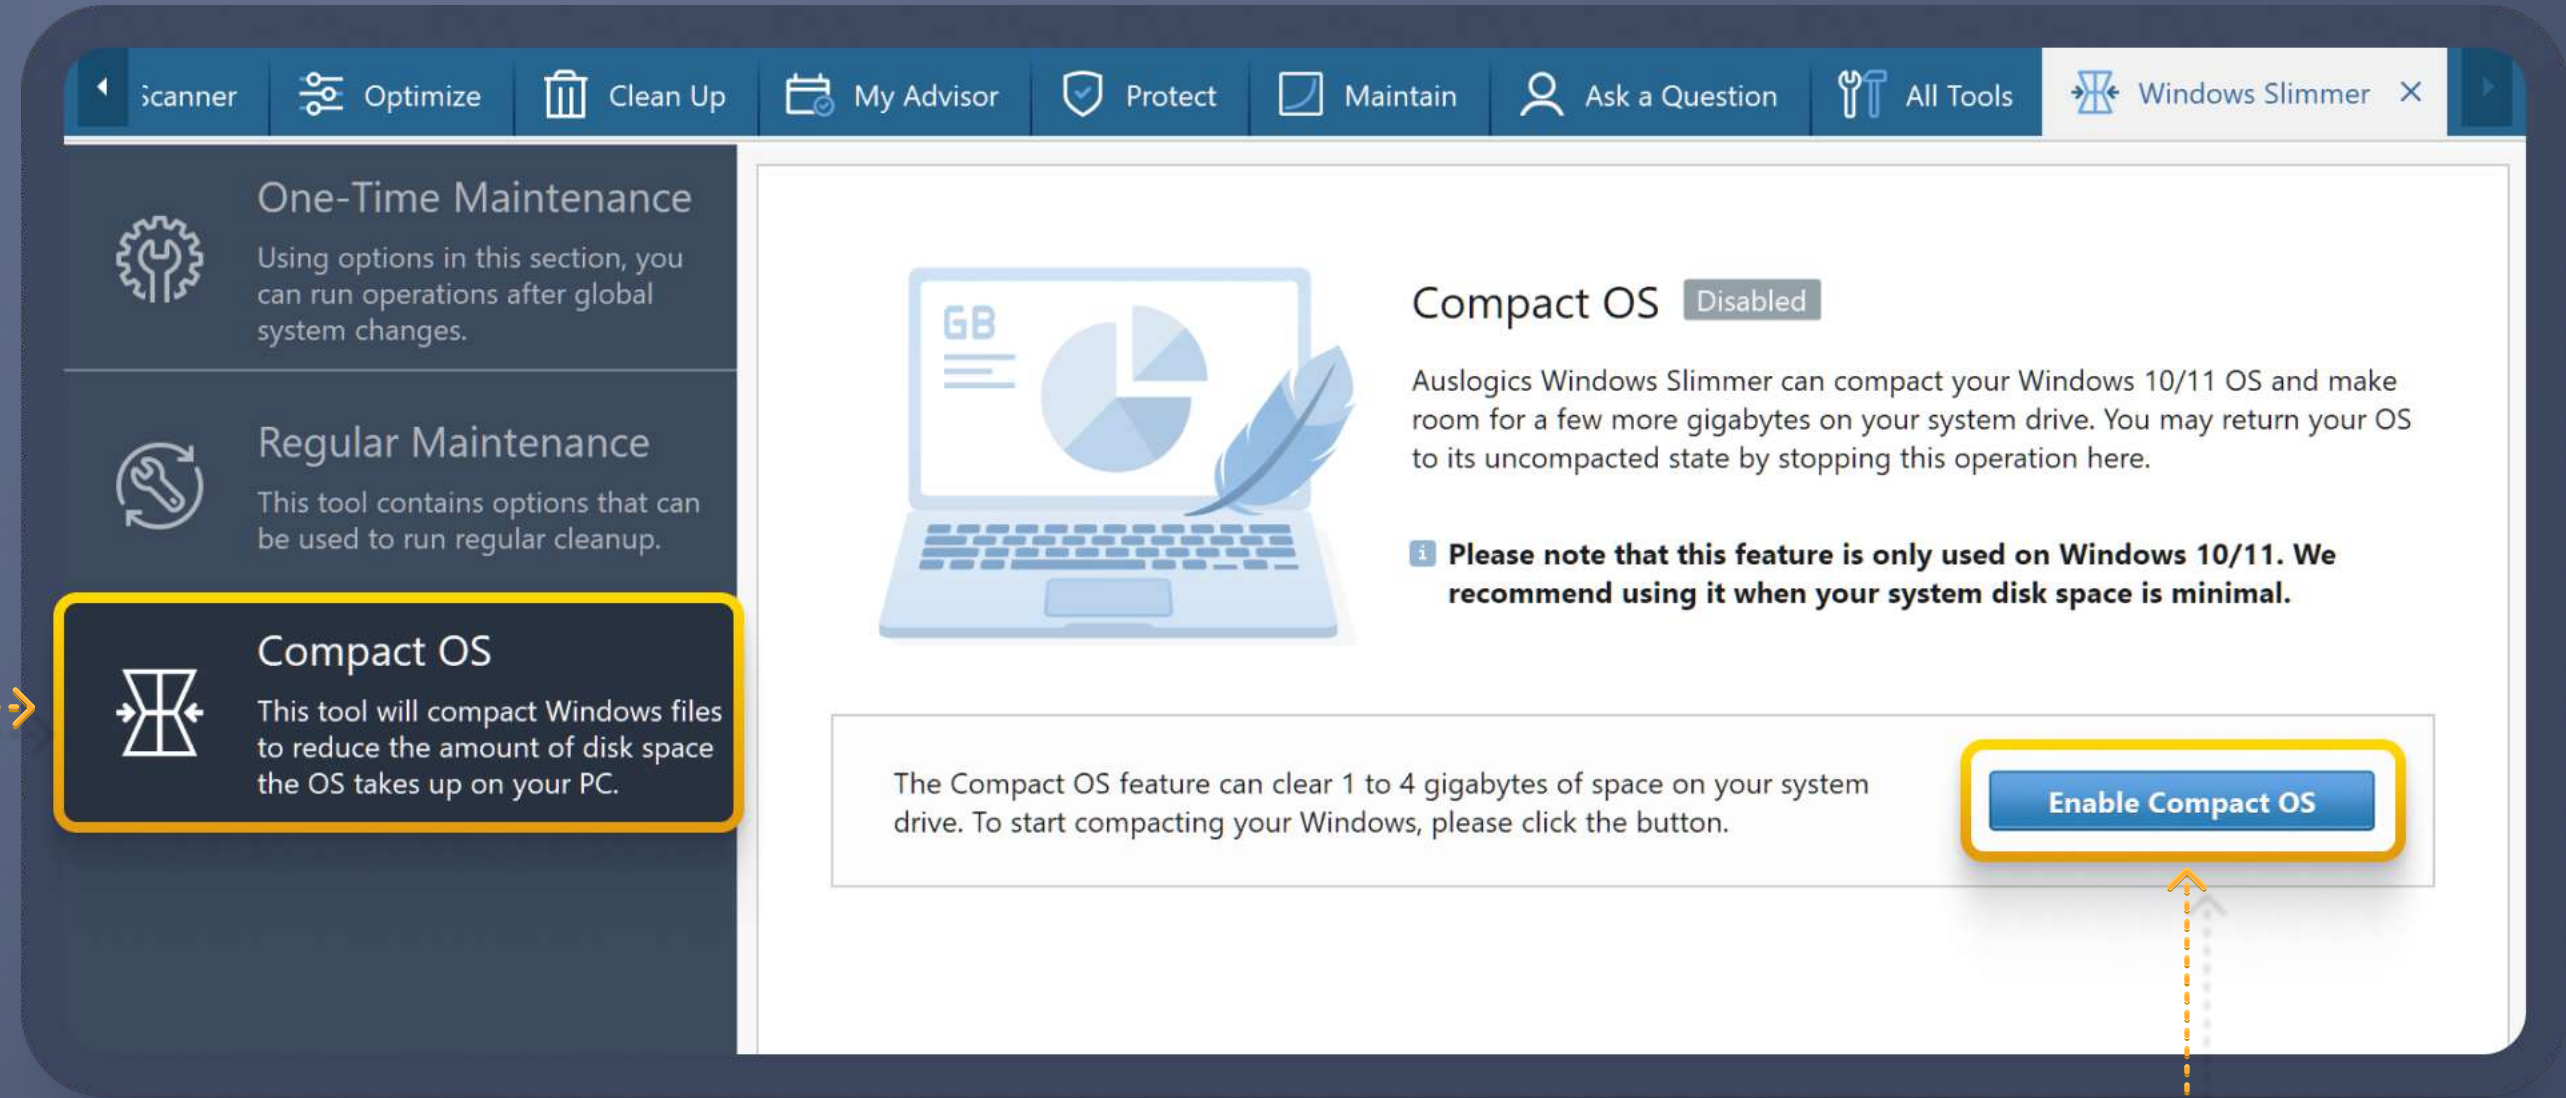 Scanner
Optimize
Clean Up
My Advisor
Protect
Maintain
Ask a Question
All Tools
Windows Slimmer
One-Time Maintenance
Using options in this section, you
can run operations after global
system changes.
Regular Maintenance
This tool contains options that can
be used to run regular cleanup.
Compact OS
This tool will compact Windows files
to reduce the amount of disk space
the OS takes up on your PC.
GB
Compact OS Disabled
Auslogics Windows Slimmer can compact your Windows 10/11 OS and make
room for a few more gigabytes on your system drive. You may return your OS
to its uncompacted state by stopping this operation here.
Please note that this feature is only used on Windows 10/11. We
recommend using it when your system disk space is minimal.
The Compact OS feature can clear 1 to 4 gigabytes of space on your system
drive. To start compacting your Windows, please click the button.
Enable Compact OS